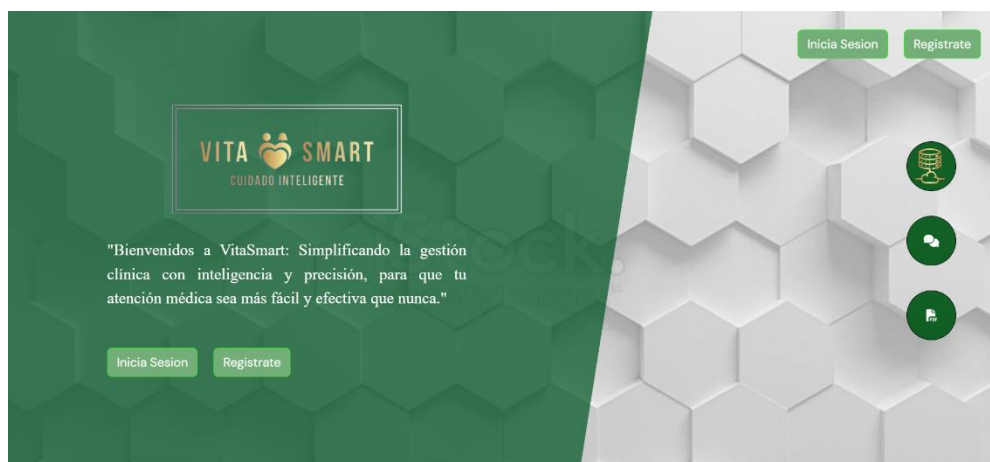 Inicia Sesion
Registrate
VITA SMART
CUIDADO INTELIGENTE
"Bienvenidos a VitaSmart: Simplificando la gestión
clínica con inteligencia y precisión, para que tu
atención médica sea más fácil y efectiva que nunca."
PDF
Inicia Sesion
Registrate